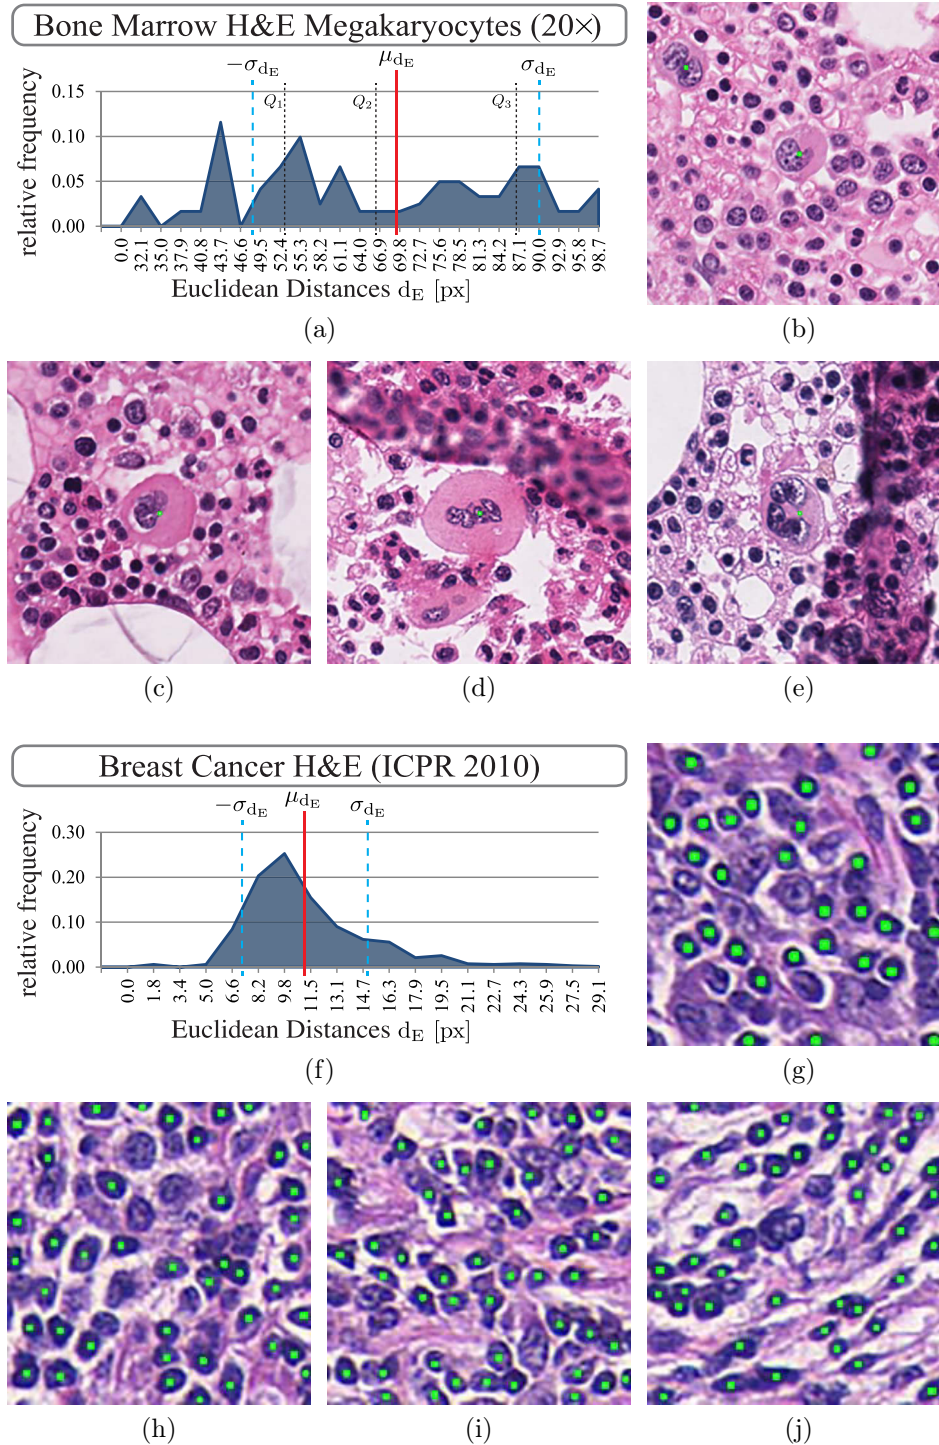 Bone Marrow H&E Megakaryocytes (20×)
−σdE
μdE
σdE
Q1
Q2
Q3
relative frequency
0.15
0.10
0.05
0.00
0.0 32.1 35.0 37.9 40.8 43.7 46.6 49.5 52.4 55.3 58.2 61.1 64.0 66.9 69.8 72.7 75.6 78.5 81.3 84.2 87.1 90.0 92.9 95.8 98.7
Euclidean Distances dE [px]
(a)
(b)
(c)
(d)
(e)
Breast Cancer H&E (ICPR 2010)
−σdE
μdE
σdE
relative frequency
0.30
0.20
0.10
0.00
0.0 1.8 3.4 5.0 6.6 8.2 9.8 11.5 13.1 14.7 16.3 17.9 19.5 21.1 22.7 24.3 25.9 27.5 29.1
Euclidean Distances dE [px]
(f)
(g)
(h)
(i)
(j)